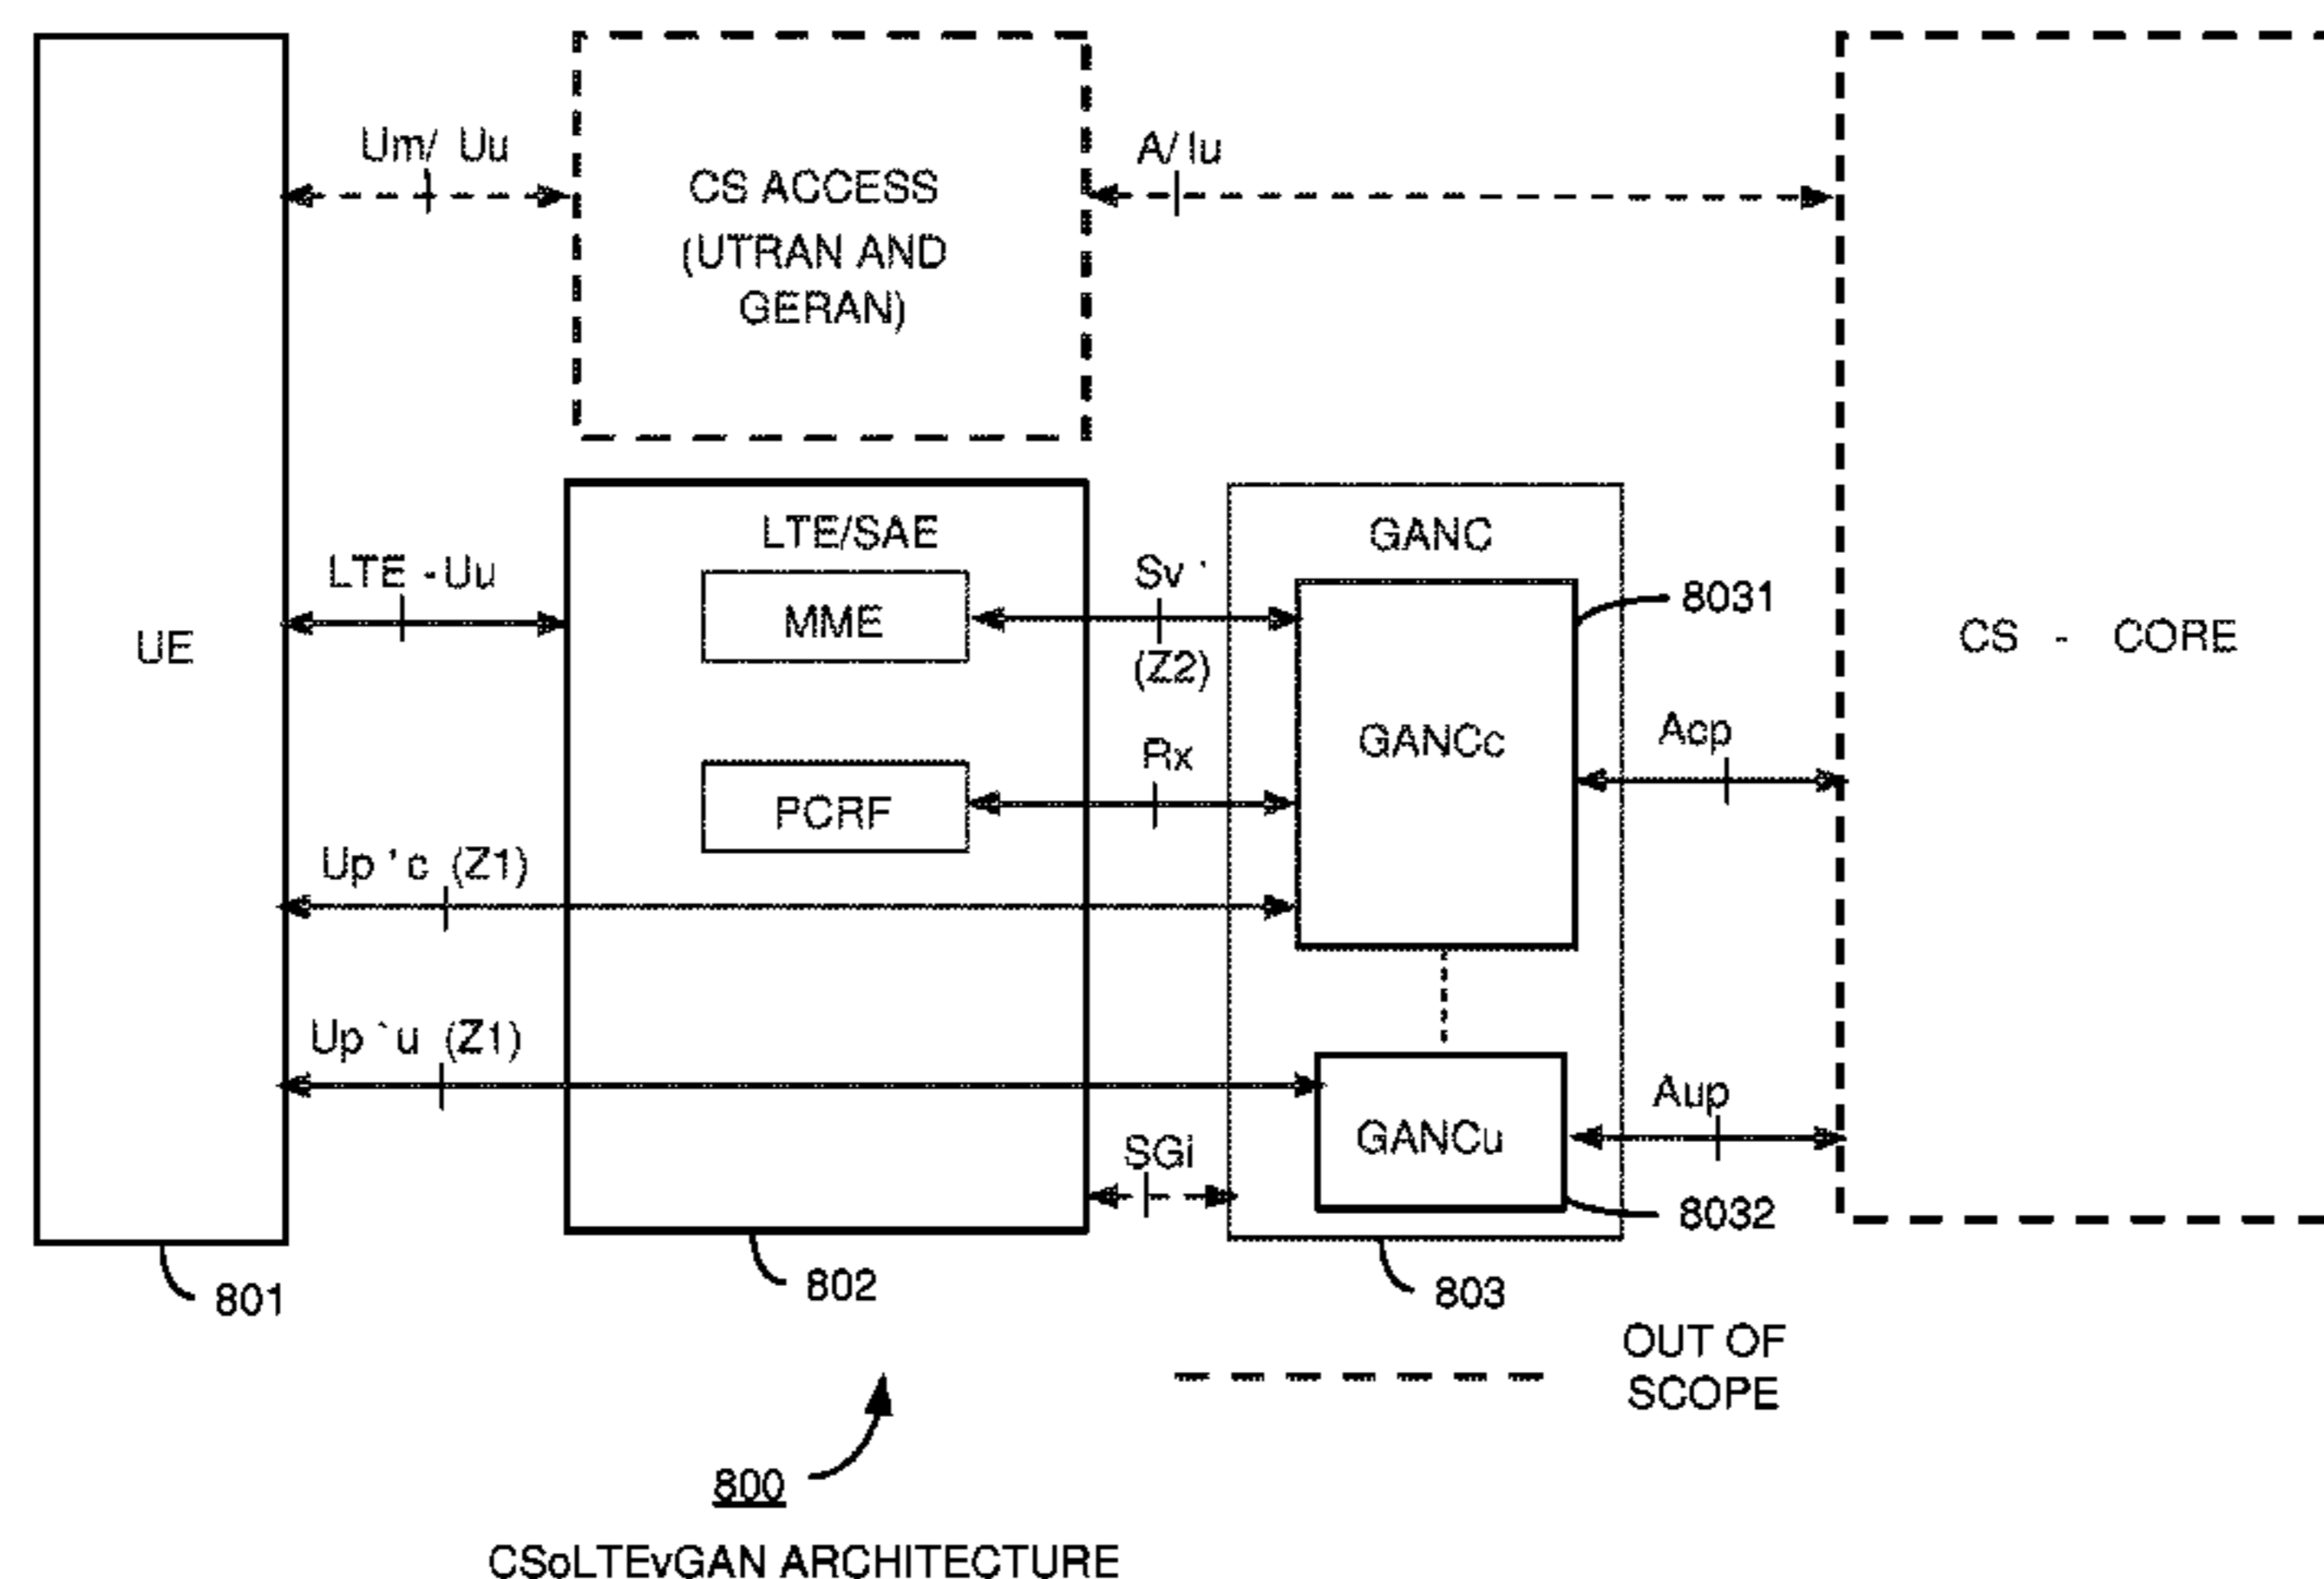 Um/ Uu
A/ Iu
CS ACCESS
(UTRAN AND
GERAN)
LTE/SAE
GANC
LTE - Uu
MME
Sv '
(Z2)
8031
UE
CS - CORE
GANCc
Acp
Rx
PCRF
Up ' c (Z1)
Up ` u (Z1)
Aup
GANCu
SGi
8032
801
802
803
OUT OF
SCOPE
800
CSoLTEvGAN ARCHITECTURE